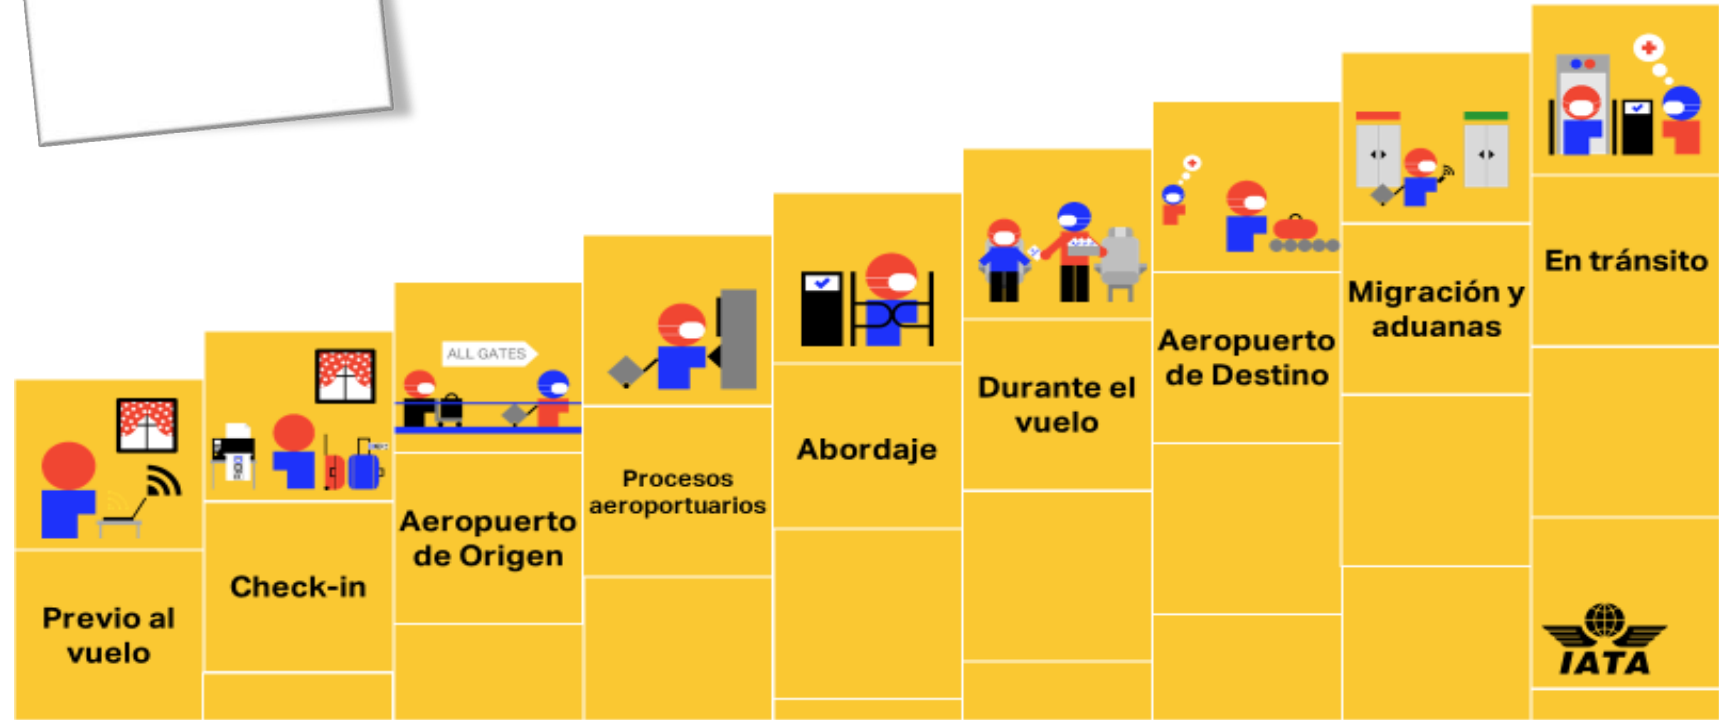 Previo al
vuelo
Check-in
ALL GATES
Aeropuerto
de Origen
Procesos
aeroportuarios
Abordaje
Durante el
vuelo
Aeropuerto
de Destino
Migración y
aduanas
En tránsito
IATA